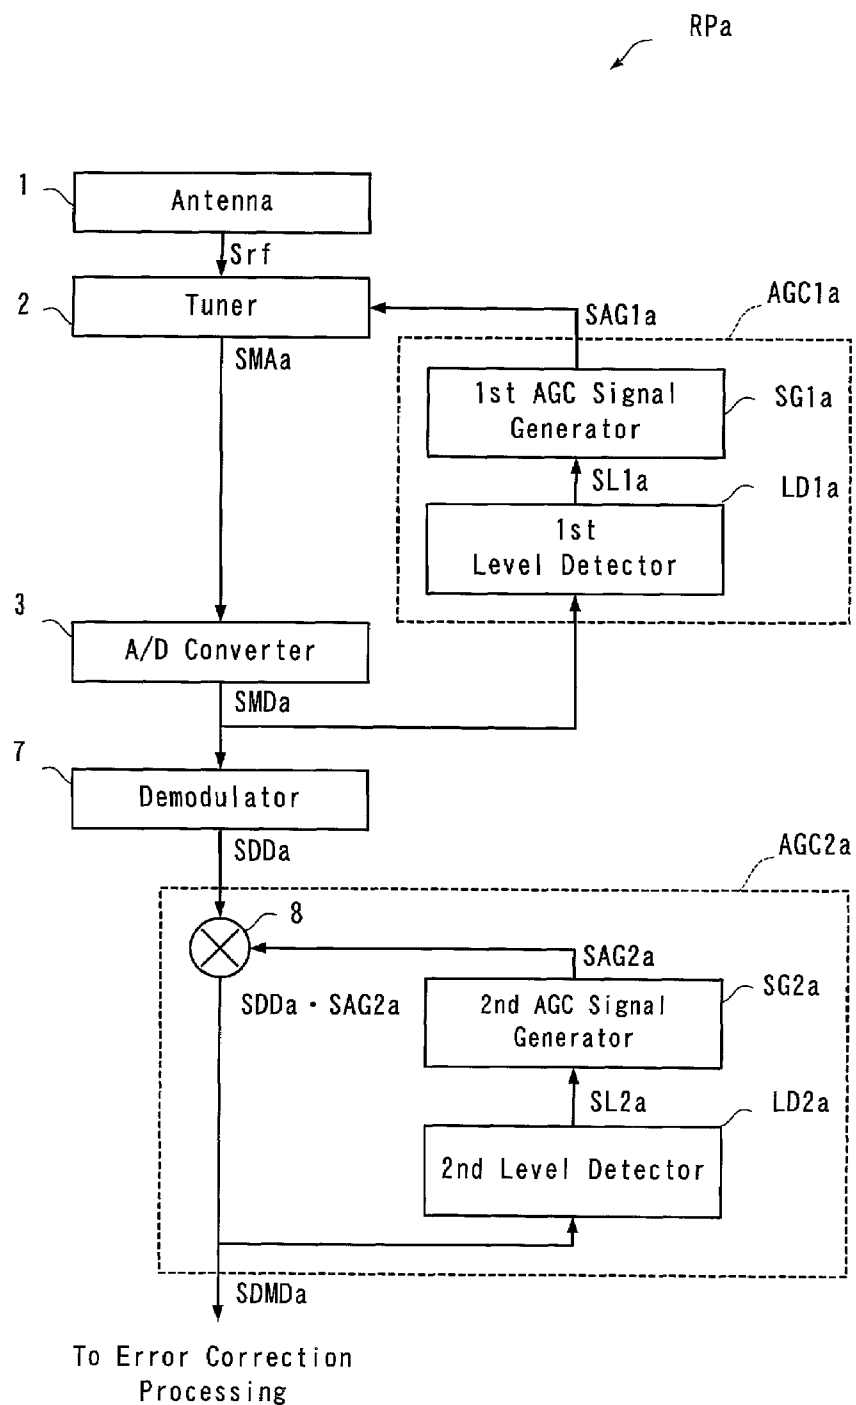 RPa
1
Antenna
Srf
2
Tuner
SAG1a
AGC1a
SMAa
1st AGC Signal
Generator
SG1a
SL1a
LD1a
1st
Level Detector
3
A/D Converter
SMDa
7
Demodulator
SDDa
AGC2a
8
SAG2a
SDDa・SAG2a
2nd AGC Signal
Generator
SG2a
SL2a
LD2a
2nd Level Detector
SDMDa
To Error Correction
Processing